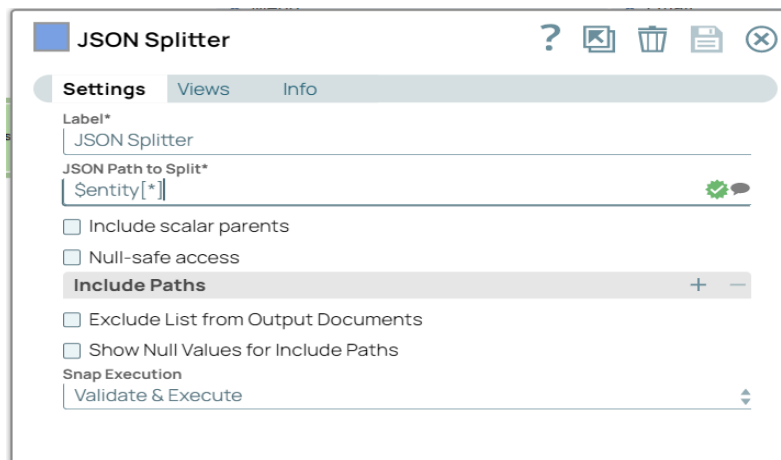 JSON Splitter
?
Settings Views Info
Label*
JSON Splitter
JSON Path to Split*
$entity[*]
Include scalar parents
Null-safe access
Include Paths + −
Exclude List from Output Documents
Show Null Values for Include Paths
Snap Execution
Validate & Execute